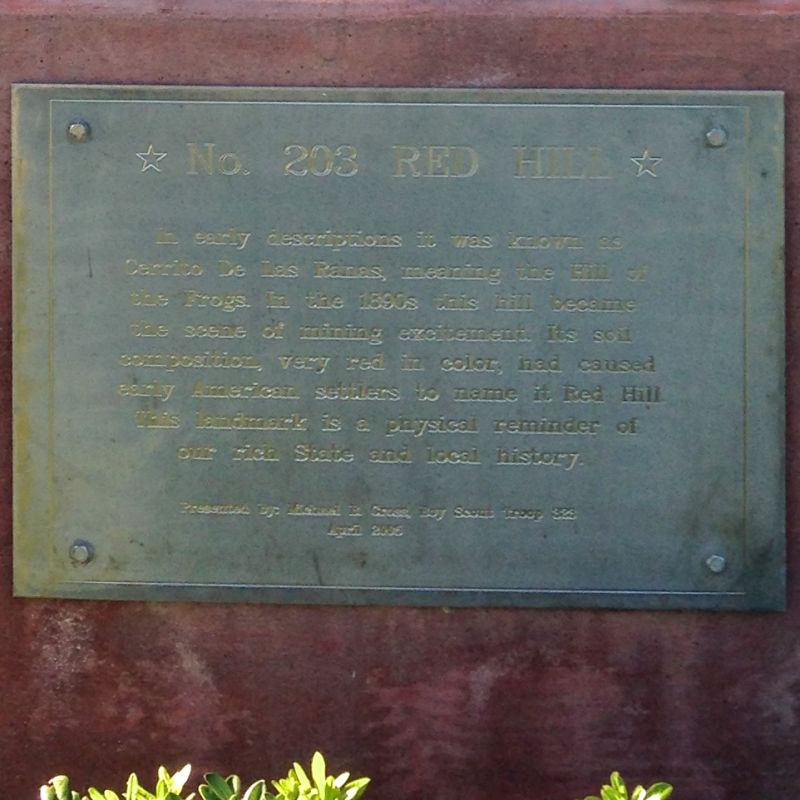 ☆ No. 203 RED HILL ☆
In early descriptions it was known as
Cerrito De Las Ranas, meaning the Hill of
the Frogs. In the 1890s this hill became
the scene of mining excitement. Its soil
composition, very red in color, had caused
early American settlers to name it Red Hill.
This landmark is a physical reminder of
our rich State and local history.
Presented by: Michael Boy Scout Troop
April